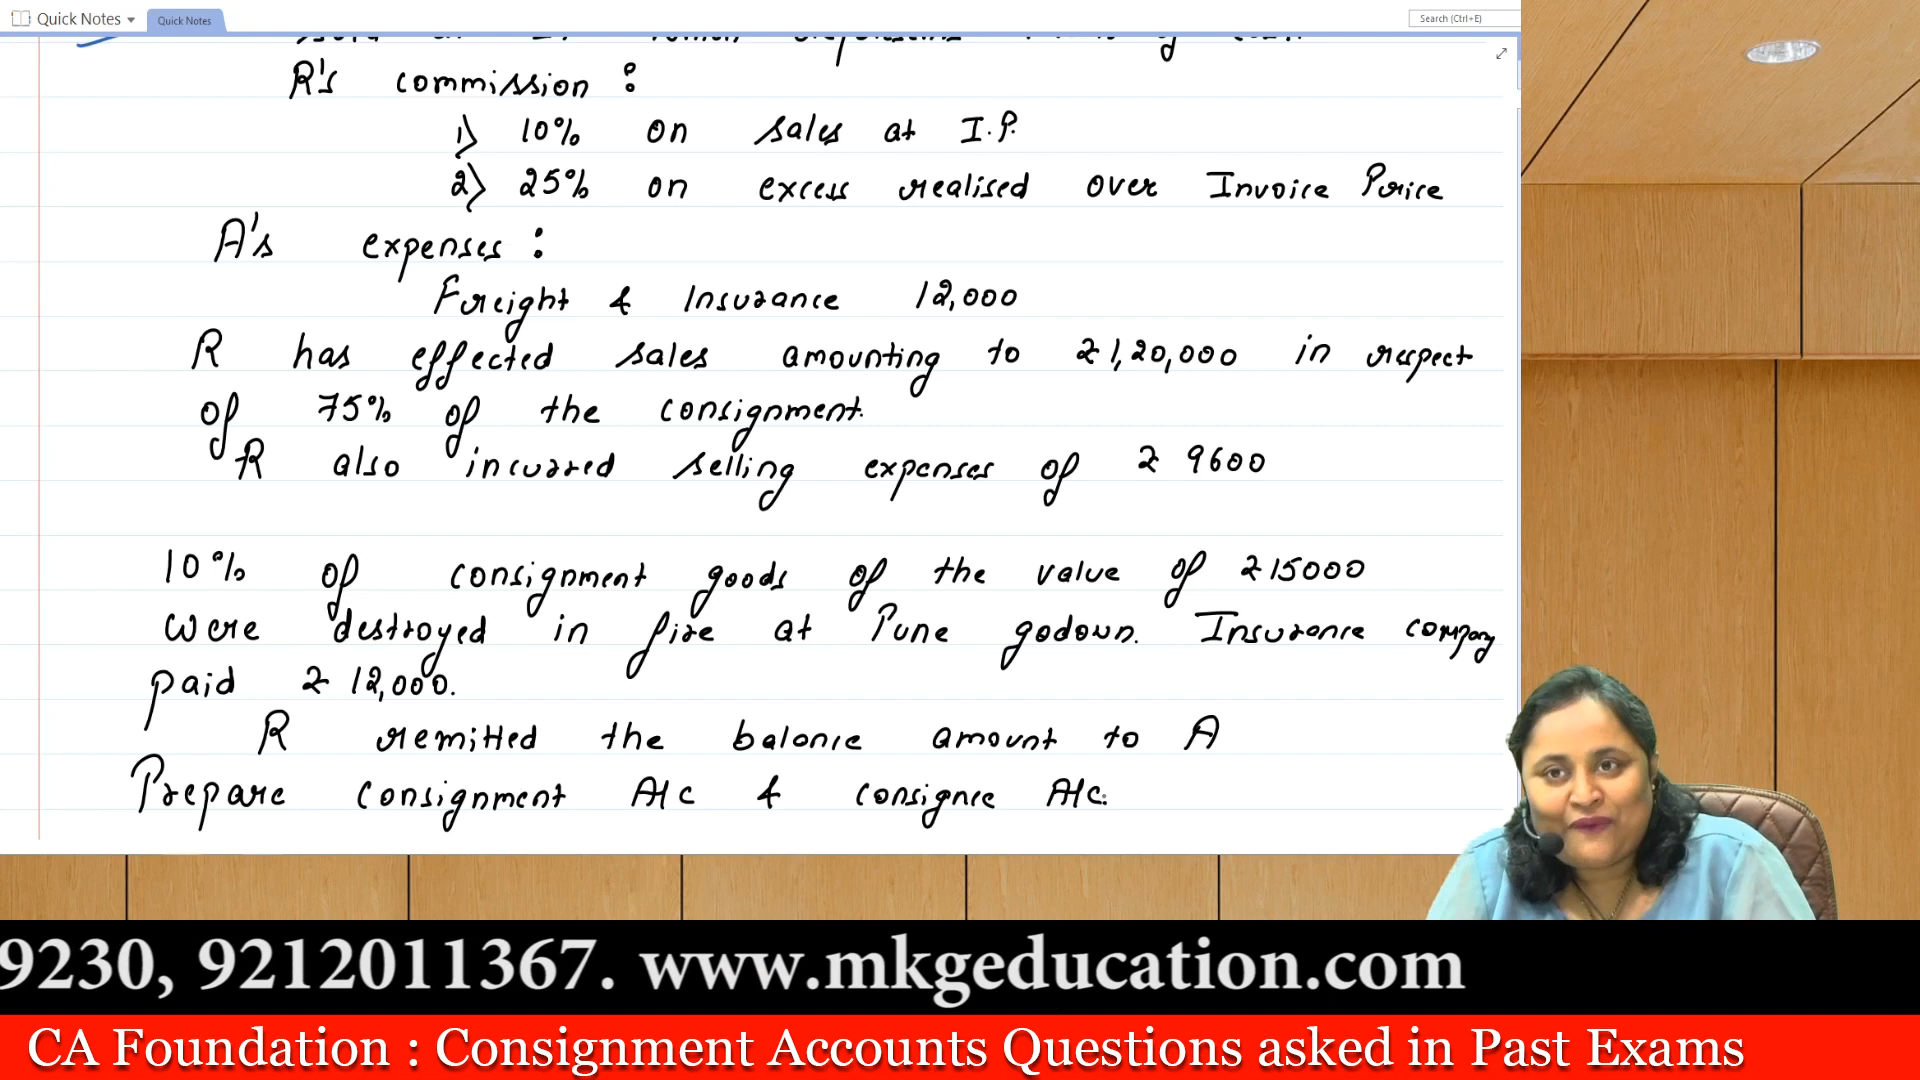 Quick Notes
Quick Notes
Search (Ctrl+E)
R's commission :
1) 10% on sales at I.P.
2) 25% on excess realised over Invoice Price
A's expenses :
Freight & Insurance 12,000
R has effected sales amounting to ₹1,20,000 in respect
of 75% of the consignment.
R also incurred selling expenses of ₹ 9600
10% of consignment goods of the value of ₹15000
were destroyed in fire at Pune godown. Insurance company
paid ₹ 12,000.
R remitted the balance amount to A
Prepare consignment A/c & consignee A/c.
9230, 9212011367. www.mkgeducation.com
CA Foundation : Consignment Accounts Questions asked in Past Exams